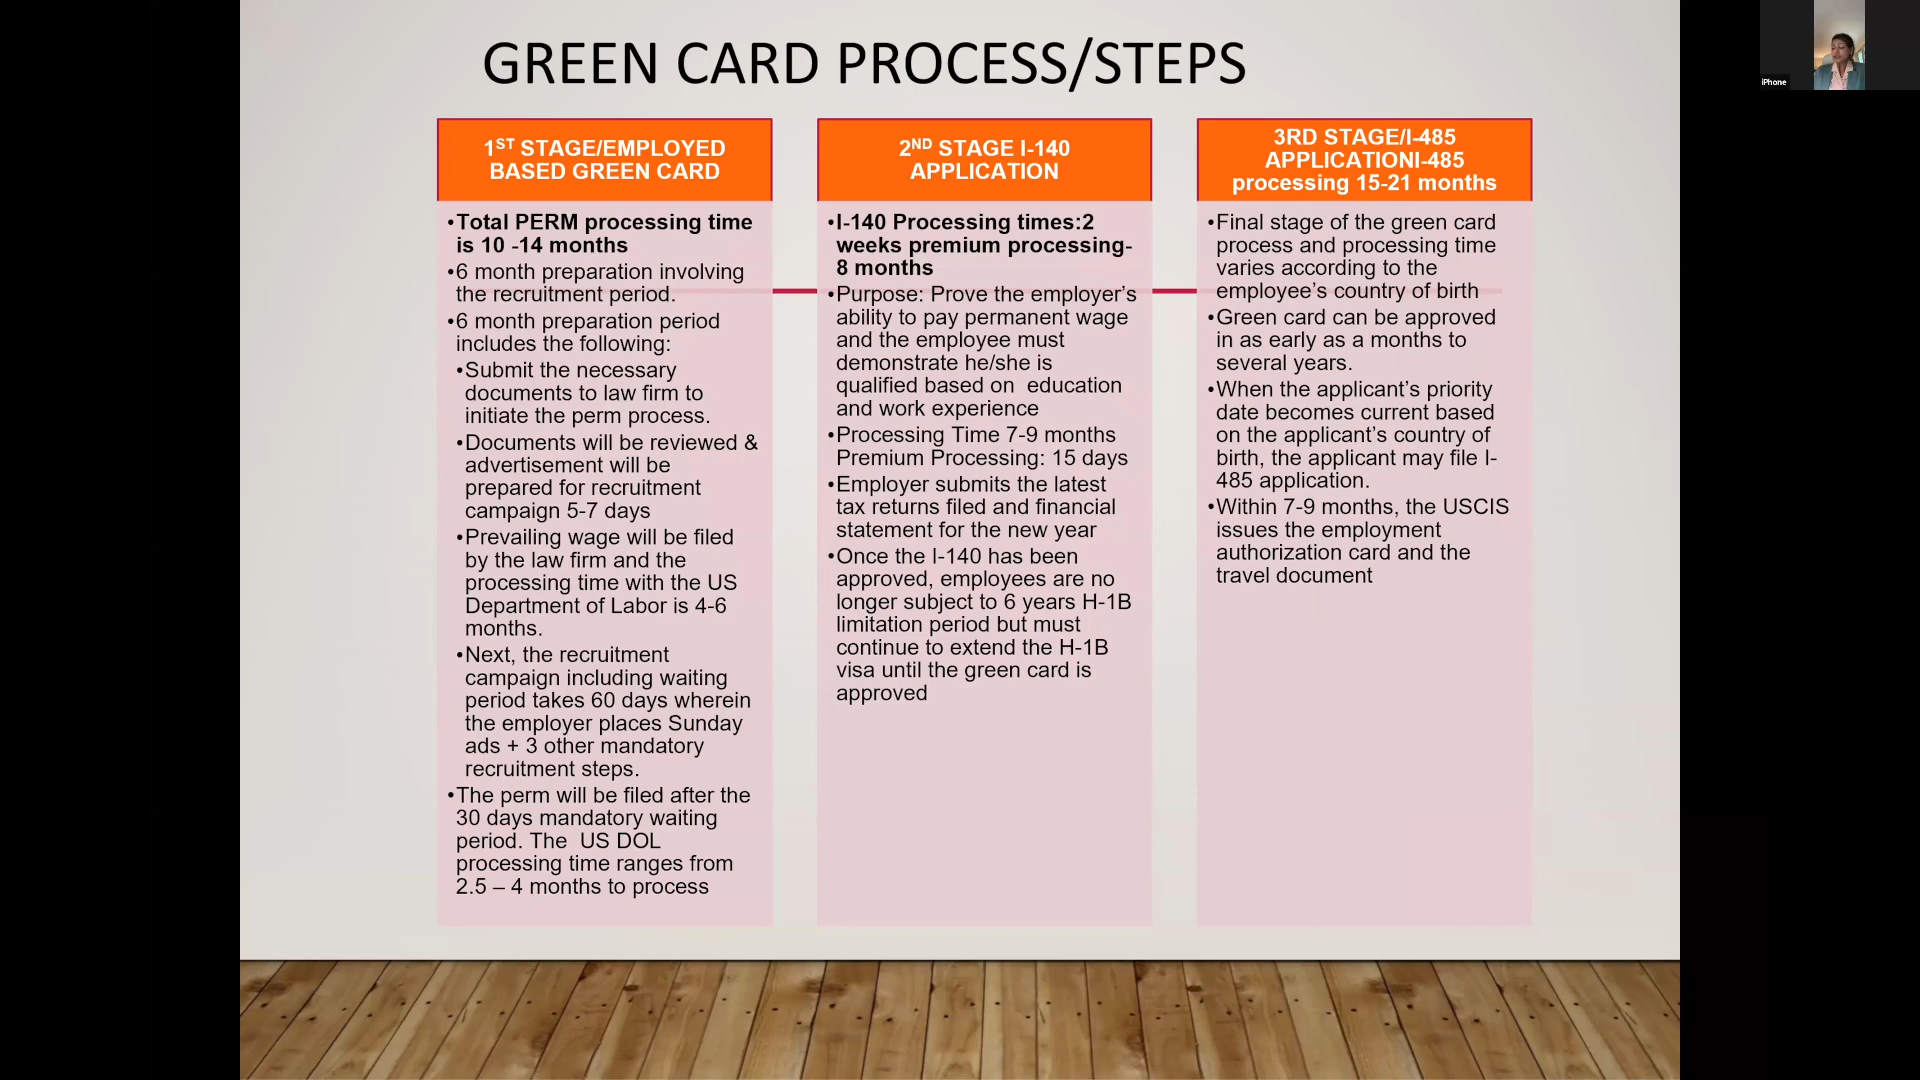 GREEN CARD PROCESS/STEPS
iPhone
1ST STAGE/EMPLOYED
BASED GREEN CARD
•Total PERM processing time
is 10 -14 months
•6 month preparation involving
the recruitment period.
•6 month preparation period
includes the following:
•Submit the necessary
documents to law firm to
initiate the perm process.
•Documents will be reviewed &
advertisement will be
prepared for recruitment
campaign 5-7 days
•Prevailing wage will be filed
by the law firm and the
processing time with the US
Department of Labor is 4-6
months.
•Next, the recruitment
campaign including waiting
period takes 60 days wherein
the employer places Sunday
ads + 3 other mandatory
recruitment steps.
•The perm will be filed after the
30 days mandatory waiting
period. The  US DOL
processing time ranges from
2.5 – 4 months to process
2ND STAGE I-140
APPLICATION
•I-140 Processing times:2
weeks premium processing-
8 months
•Purpose: Prove the employer’s
ability to pay permanent wage
and the employee must
demonstrate he/she is
qualified based on  education
and work experience
•Processing Time 7-9 months
Premium Processing: 15 days
•Employer submits the latest
tax returns filed and financial
statement for the new year
•Once the I-140 has been
approved, employees are no
longer subject to 6 years H-1B
limitation period but must
continue to extend the H-1B
visa until the green card is
approved
3RD STAGE/I-485
APPLICATIONI-485
processing 15-21 months
•Final stage of the green card
process and processing time
varies according to the
employee’s country of birth
•Green card can be approved
in as early as a months to
several years.
•When the applicant’s priority
date becomes current based
on the applicant’s country of
birth, the applicant may file I-
485 application.
•Within 7-9 months, the USCIS
issues the employment
authorization card and the
travel document